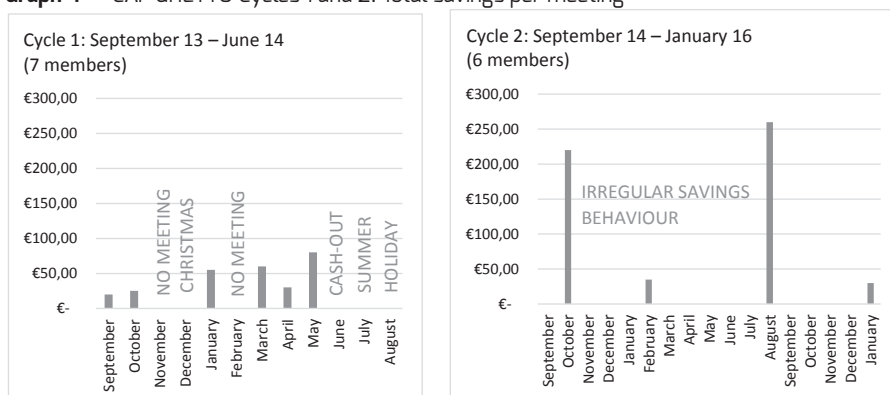 Cycle 1: September 13 – June 14
(7 members)
€300,00
€250,00
€200,00
€150,00
€100,00
€50,00
€-
NO MEETING
CHRISTMAS
NO MEETING
CASH-OUT
SUMMER
HOLIDAY
September
October
November
December
January
February
March
April
May
June
July
August
Cycle 2: September 14 – January 16
(6 members)
€300,00
€250,00
€200,00
€150,00
€100,00
€50,00
€-
IRREGULAR SAVINGS
BEHAVIOUR
September
October
November
December
January
February
March
April
May
June
July
August
September
October
November
December
January